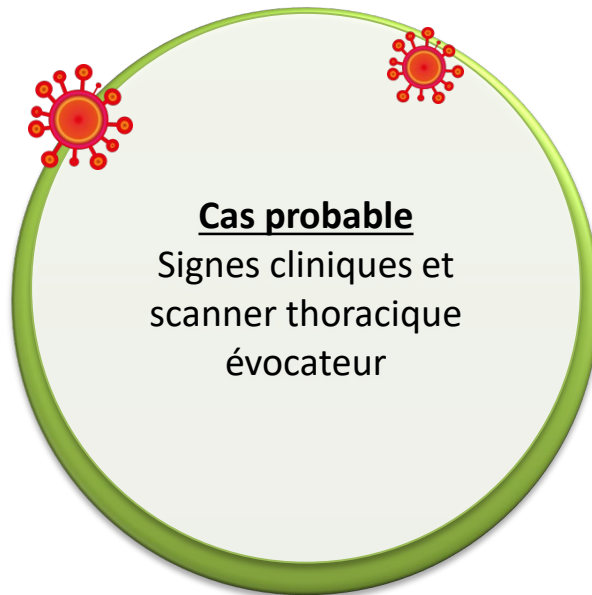 Cas probable
Signes cliniques et
scanner thoracique
évocateur